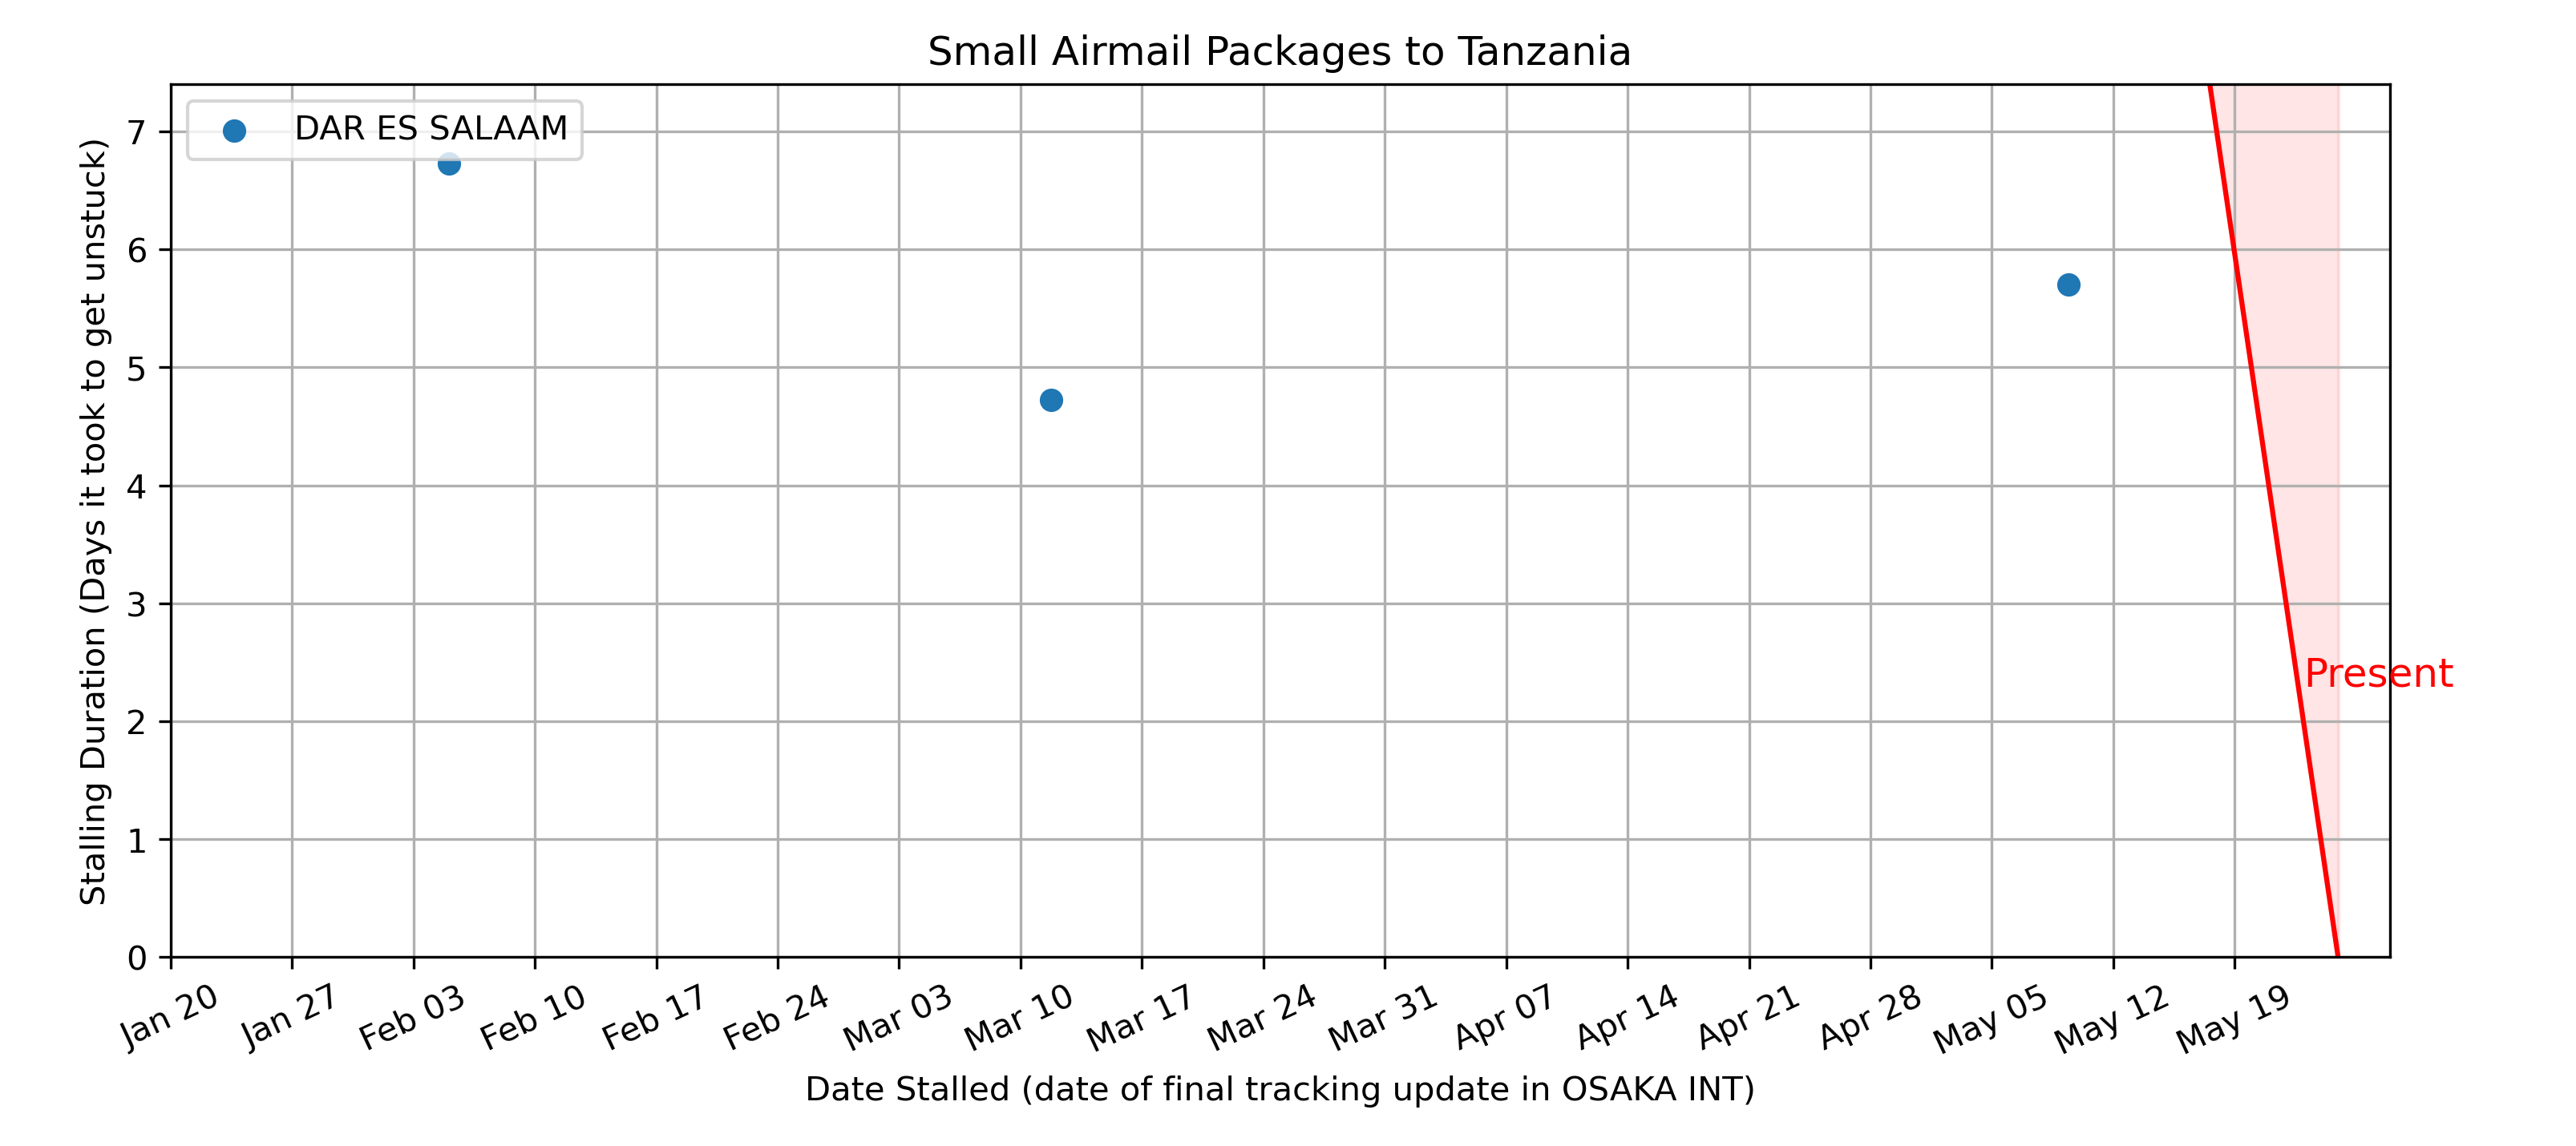 Small Airmail Packages to Tanzania
DAR ES SALAAM
Stalling Duration (Days it took to get unstuck)
7
6
5
4
3
2
1
0
Present
Jan 20
Jan 27
Feb 03
Feb 10
Feb 17
Feb 24
Mar 03
Mar 10
Mar 17
Mar 24
Mar 31
Apr 07
Apr 14
Apr 21
Apr 28
May 05
May 12
May 19
Date Stalled (date of final tracking update in OSAKA INT)